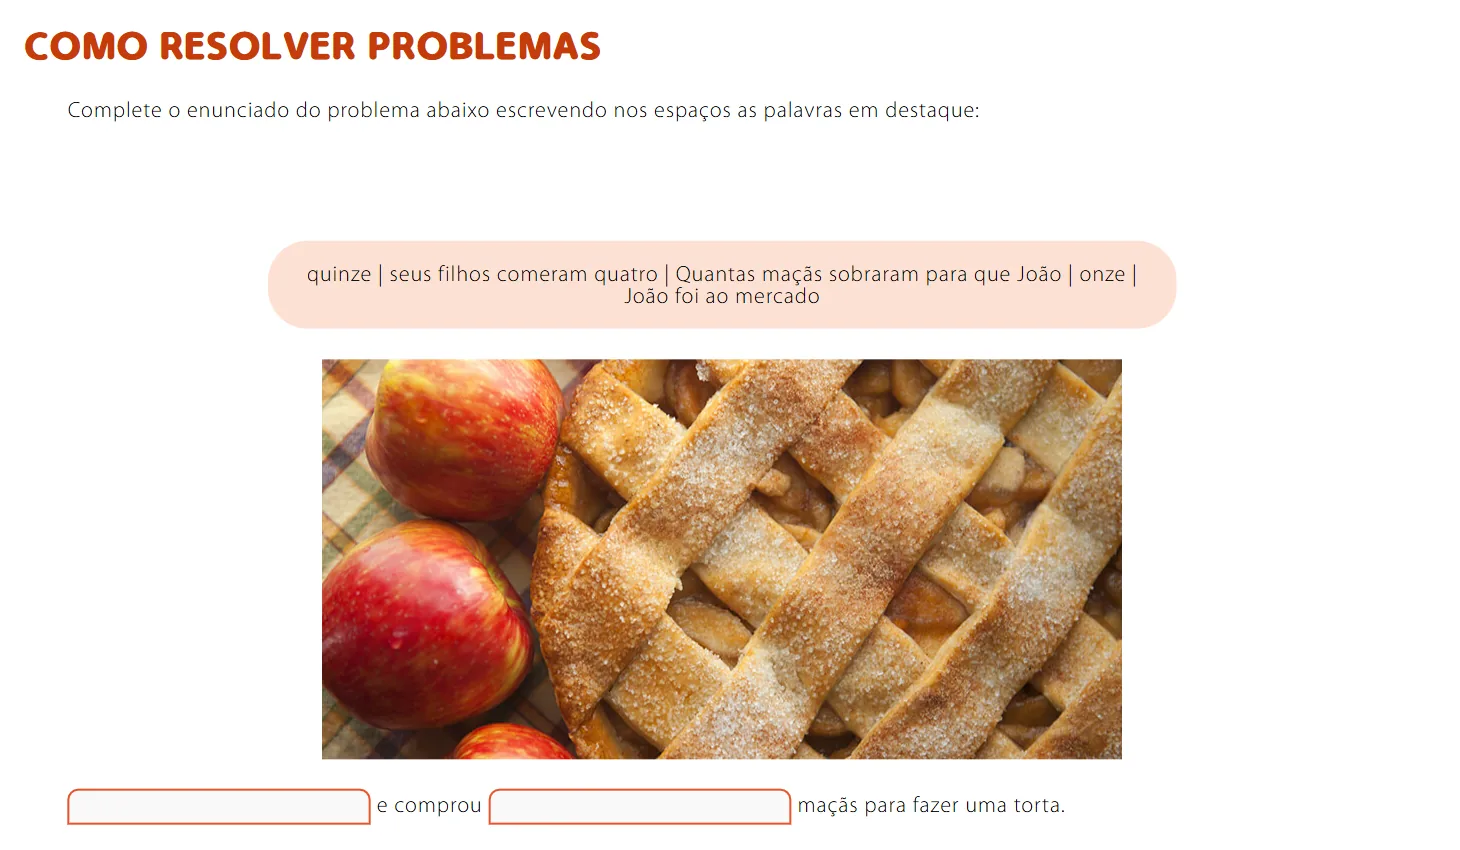 COMO RESOLVER PROBLEMAS
Complete o enunciado do problema abaixo escrevendo nos espaços as palavras em destaque:
quinze | seus filhos comeram quatro | Quantas maçãs sobraram para que João | onze |
João foi ao mercado
e comprou maçãs para fazer uma torta.